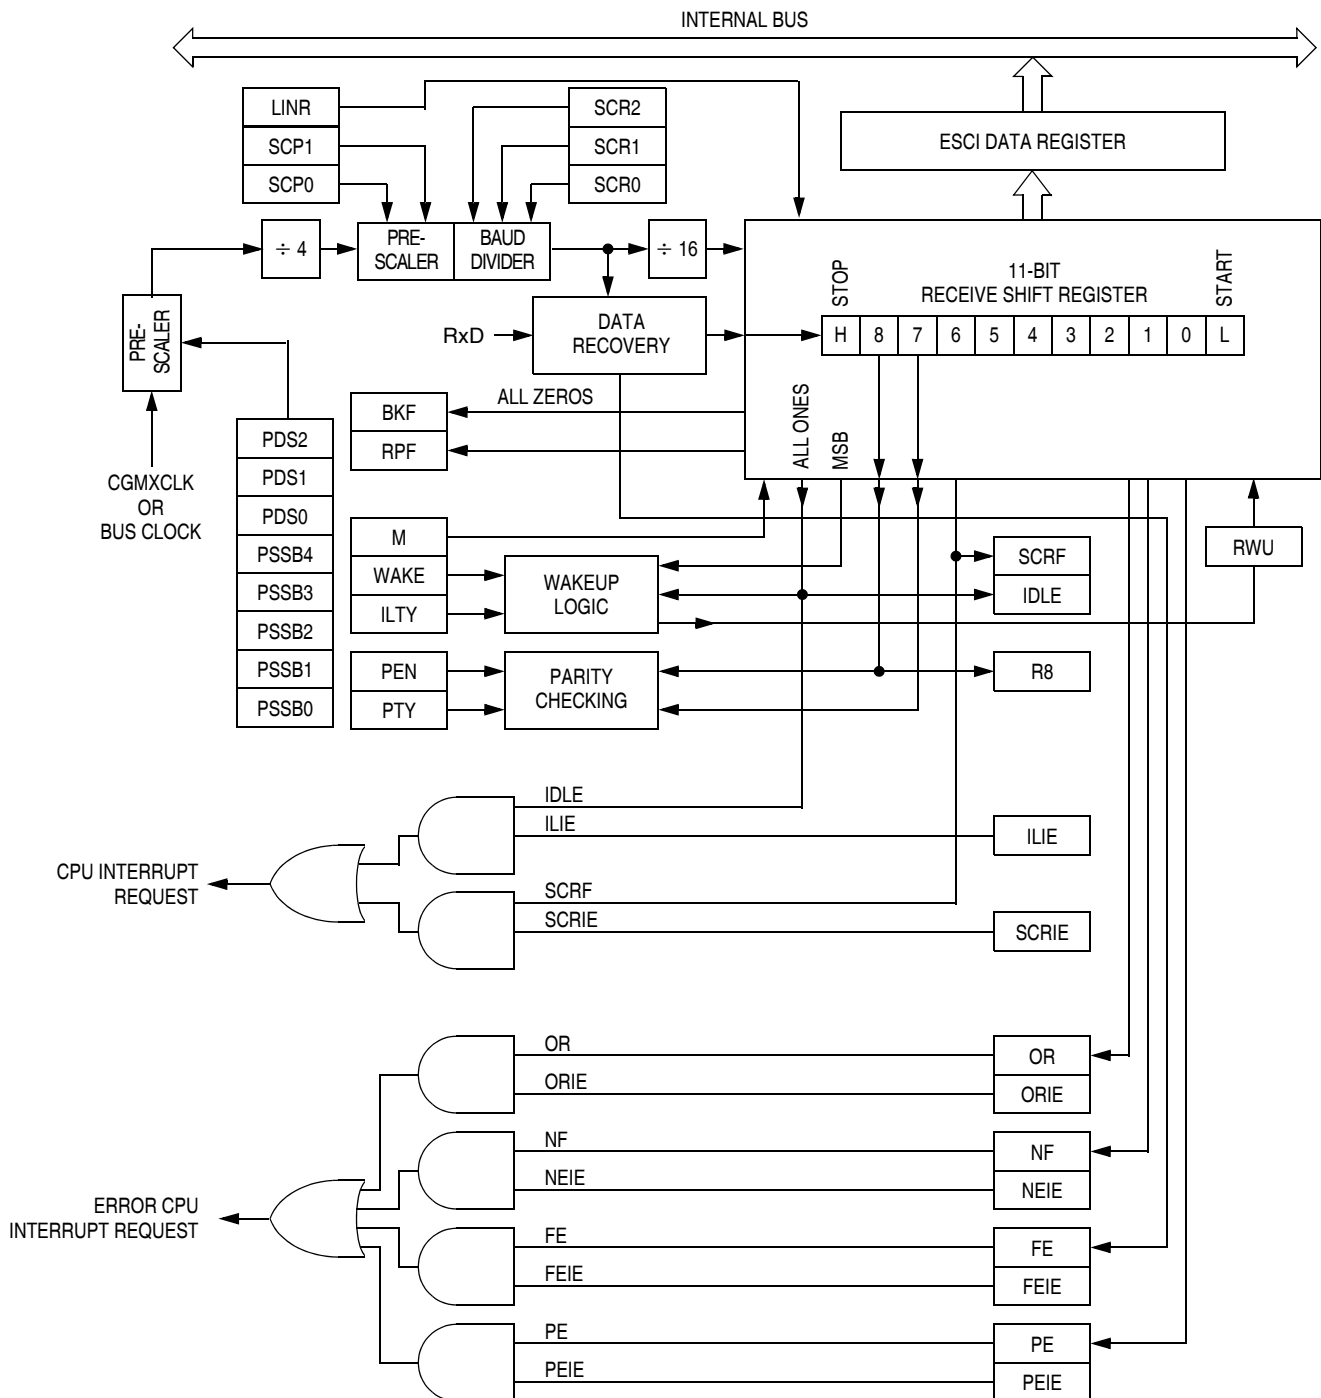 INTERNAL BUS
LINR
SCP1
SCP0
SCR2
SCR1
SCR0
ESCI DATA REGISTER
÷ 4
PRE-
SCALER
BAUD
DIVIDER
÷ 16
PRE-
SCALER
RxD
DATA
RECOVERY
STOP
11-BIT
RECEIVE SHIFT REGISTER
START
H 8 7 6 5 4 3 2 1 0 L
ALL ZEROS
ALL ONES
MSB
BKF
RPF
CGMXCLK
OR
BUS CLOCK
PDS2
PDS1
PDS0
PSSB4
PSSB3
PSSB2
PSSB1
PSSB0
M
WAKE
ILTY
WAKEUP
LOGIC
SCRF
IDLE
RWU
PEN
PTY
PARITY
CHECKING
R8
IDLE
ILIE
ILIE
CPU INTERRUPT
REQUEST
SCRF
SCRIE
SCRIE
OR
ORIE
OR
ORIE
NF
NEIE
NF
NEIE
ERROR CPU
INTERRUPT REQUEST
FE
FEIE
FE
FEIE
PE
PEIE
PE
PEIE